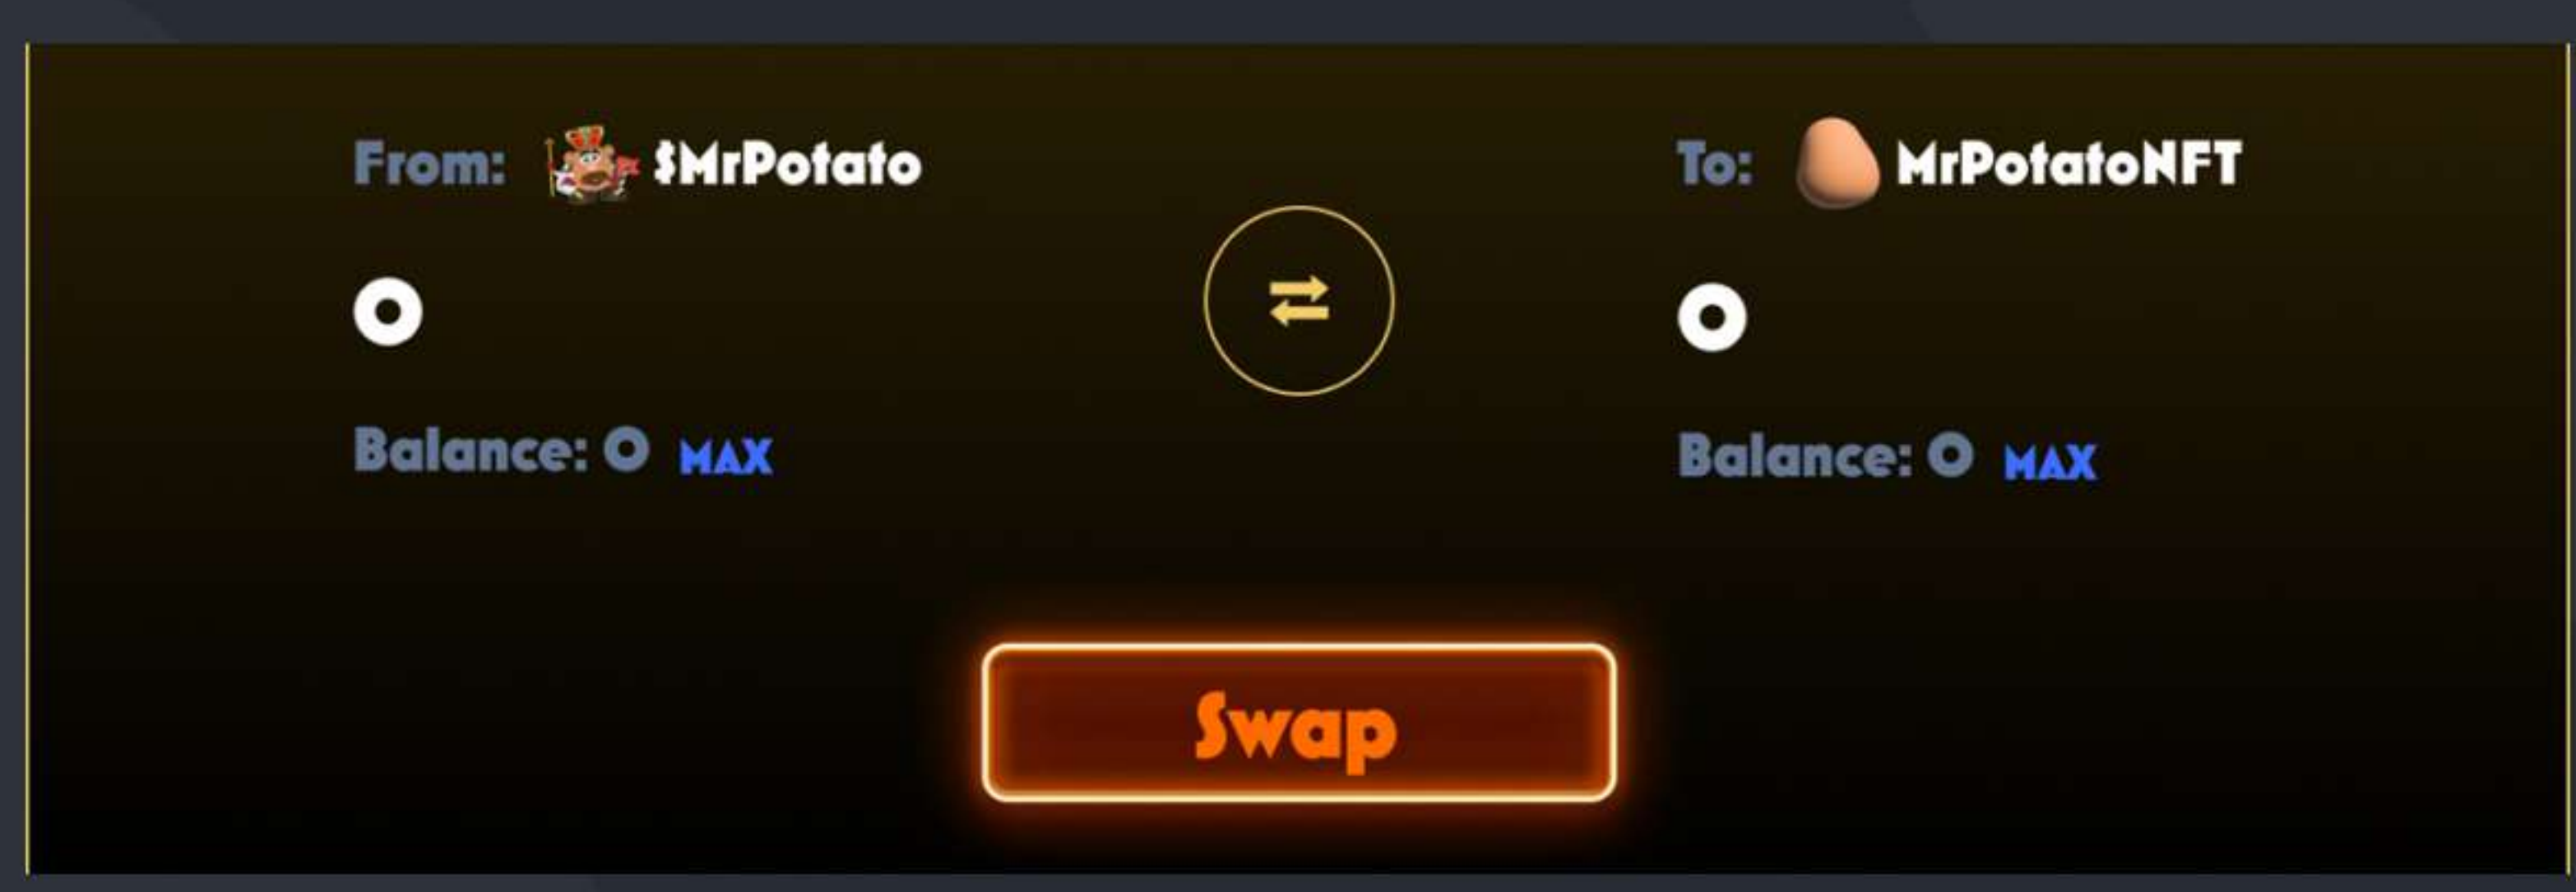 From: $MrPotato
To: MrPotatoNFT
0
0
Balance: 0 MAX
Balance: 0 MAX
Swap